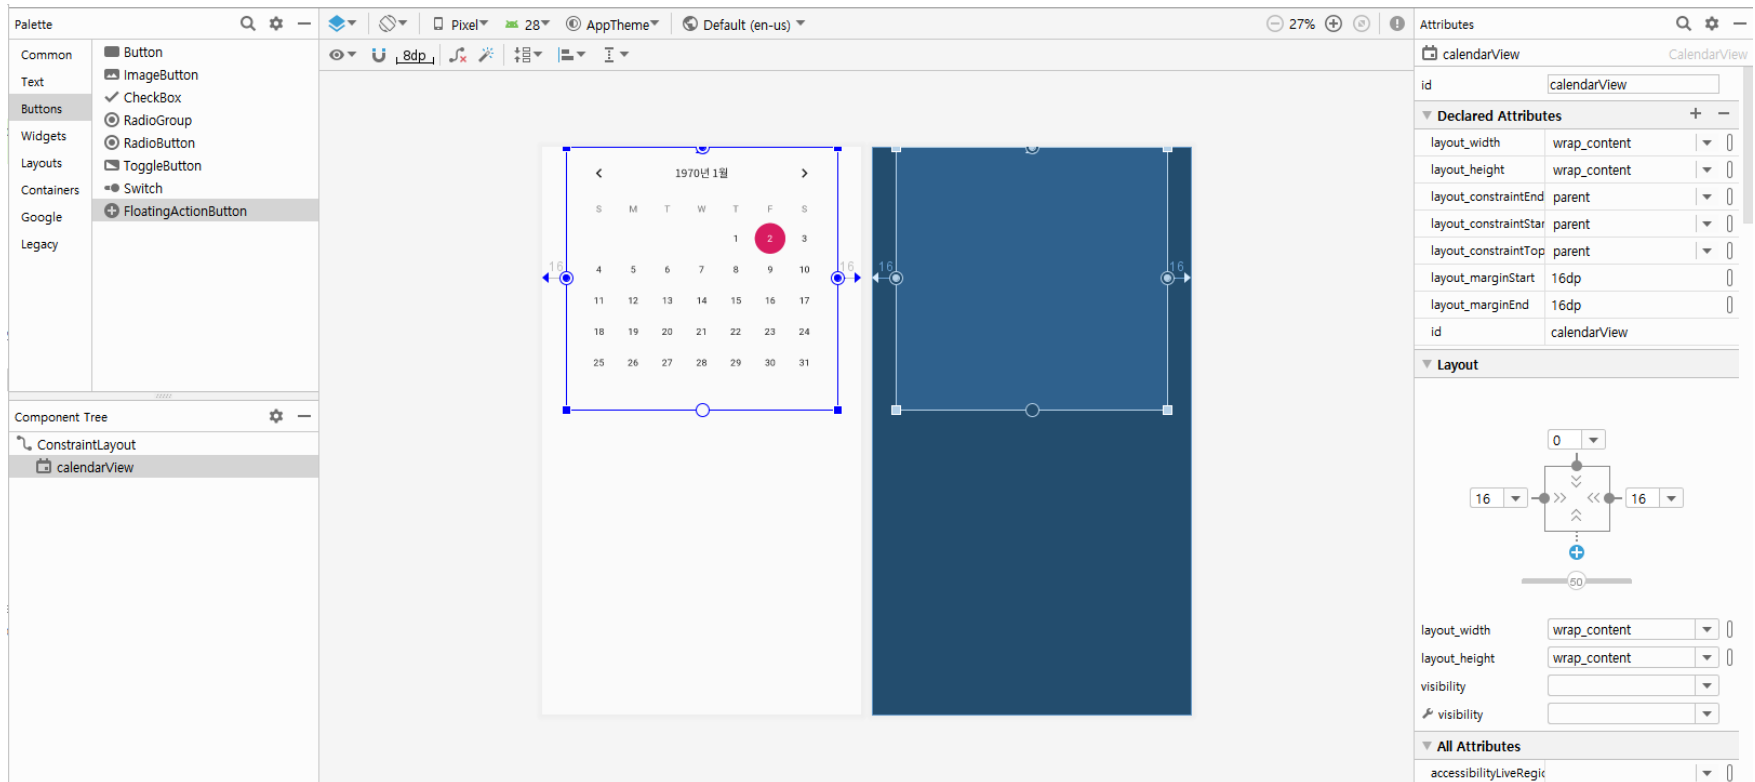 Palette
Common
Text
Buttons
Widgets
Layouts
Containers
Google
Legacy
Button
ImageButton
CheckBox
RadioGroup
RadioButton
ToggleButton
Switch
FloatingActionButton
Component Tree
ConstraintLayout
calendarView
Pixel 28 AppTheme Default (en-us) 27%
8dp
1970년 1월
S M T W T F S
1 2 3
4 5 6 7 8 9 10
11 12 13 14 15 16 17
18 19 20 21 22 23 24
25 26 27 28 29 30 31
16 16
16 16
Attributes
calendarView CalendarView
id calendarView
Declared Attributes
layout_width wrap_content
layout_height wrap_content
layout_constraintEnd parent
layout_constraintStar parent
layout_constraintTop parent
layout_marginStart 16dp
layout_marginEnd 16dp
id calendarView
Layout
0
16 16
50
layout_width wrap_content
layout_height wrap_content
visibility
visibility
All Attributes
accessibilityLiveRegic